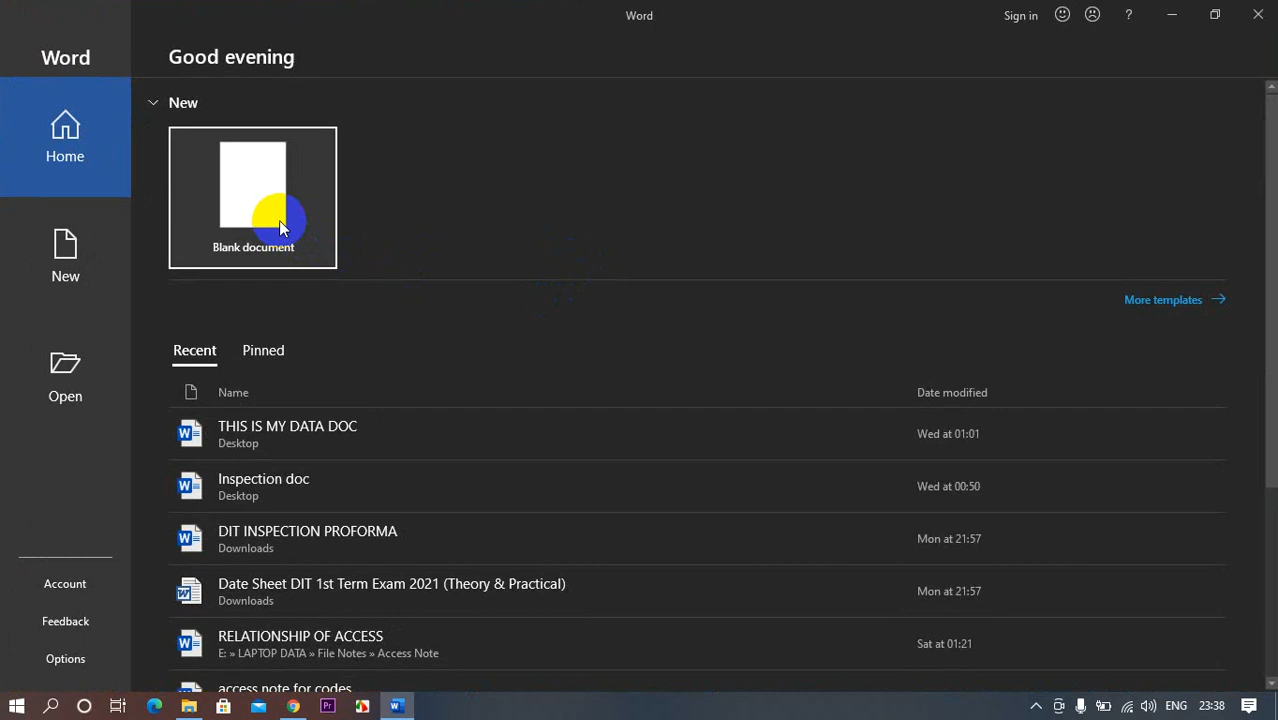 Word
Sign in
?
Word
Good evening
Home
New
Open
New
Blank document
More templates
Recent
Pinned
Name
Date modified
THIS IS MY DATA DOC
Desktop
Wed at 01:01
Inspection doc
Desktop
Wed at 00:50
DIT INSPECTION PROFORMA
Downloads
Mon at 21:57
Date Sheet DIT 1st Term Exam 2021 (Theory & Practical)
Downloads
Mon at 21:57
RELATIONSHIP OF ACCESS
E: » LAPTOP DATA » File Notes » Access Note
Sat at 01:21
access note for codes
Account
Feedback
Options
Pr
ENG
23:38